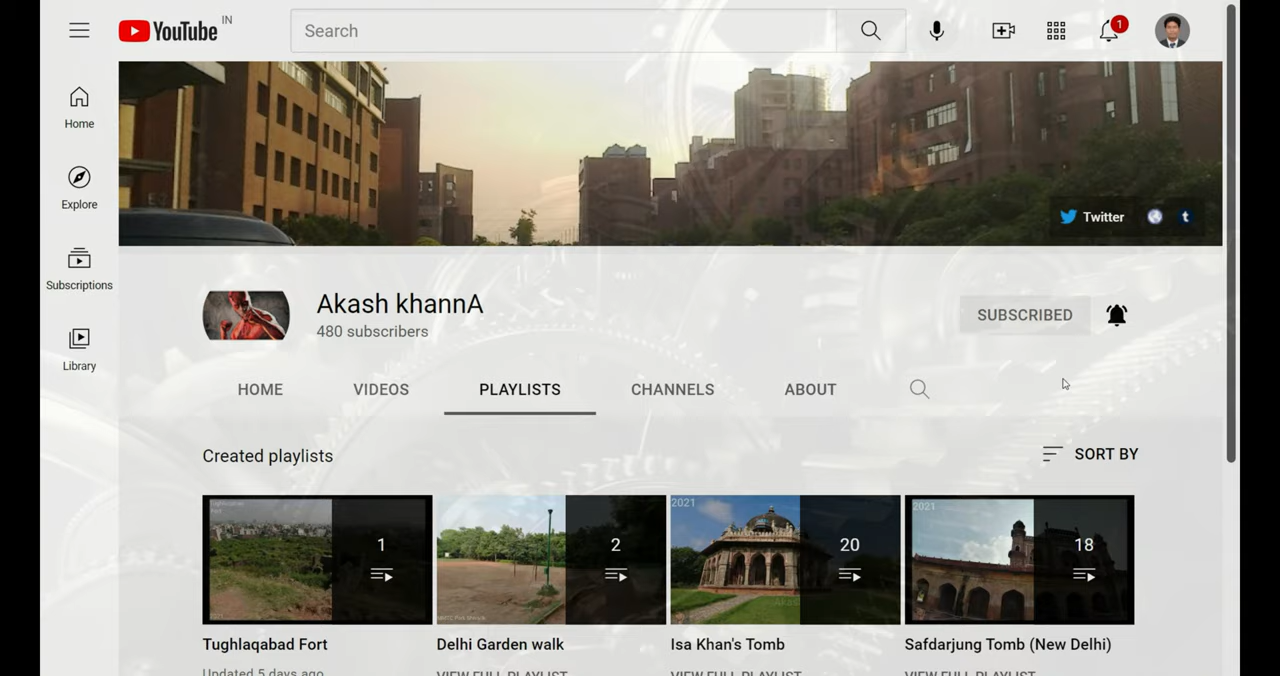 YouTube IN
Search
1
Home
Explore
Subscriptions
Library
Twitter
Akash khannA
480 subscribers
SUBSCRIBED
HOME VIDEOS PLAYLISTS CHANNELS ABOUT
Created playlists
SORT BY
1 2 20 18
2021 2021
Tughlaqabad Fort Delhi Garden walk Isa Khan's Tomb Safdarjung Tomb (New Delhi)
Updated 5 days ago VIEW FULL PLAYLIST VIEW FULL PLAYLIST VIEW FULL PLAYLIST